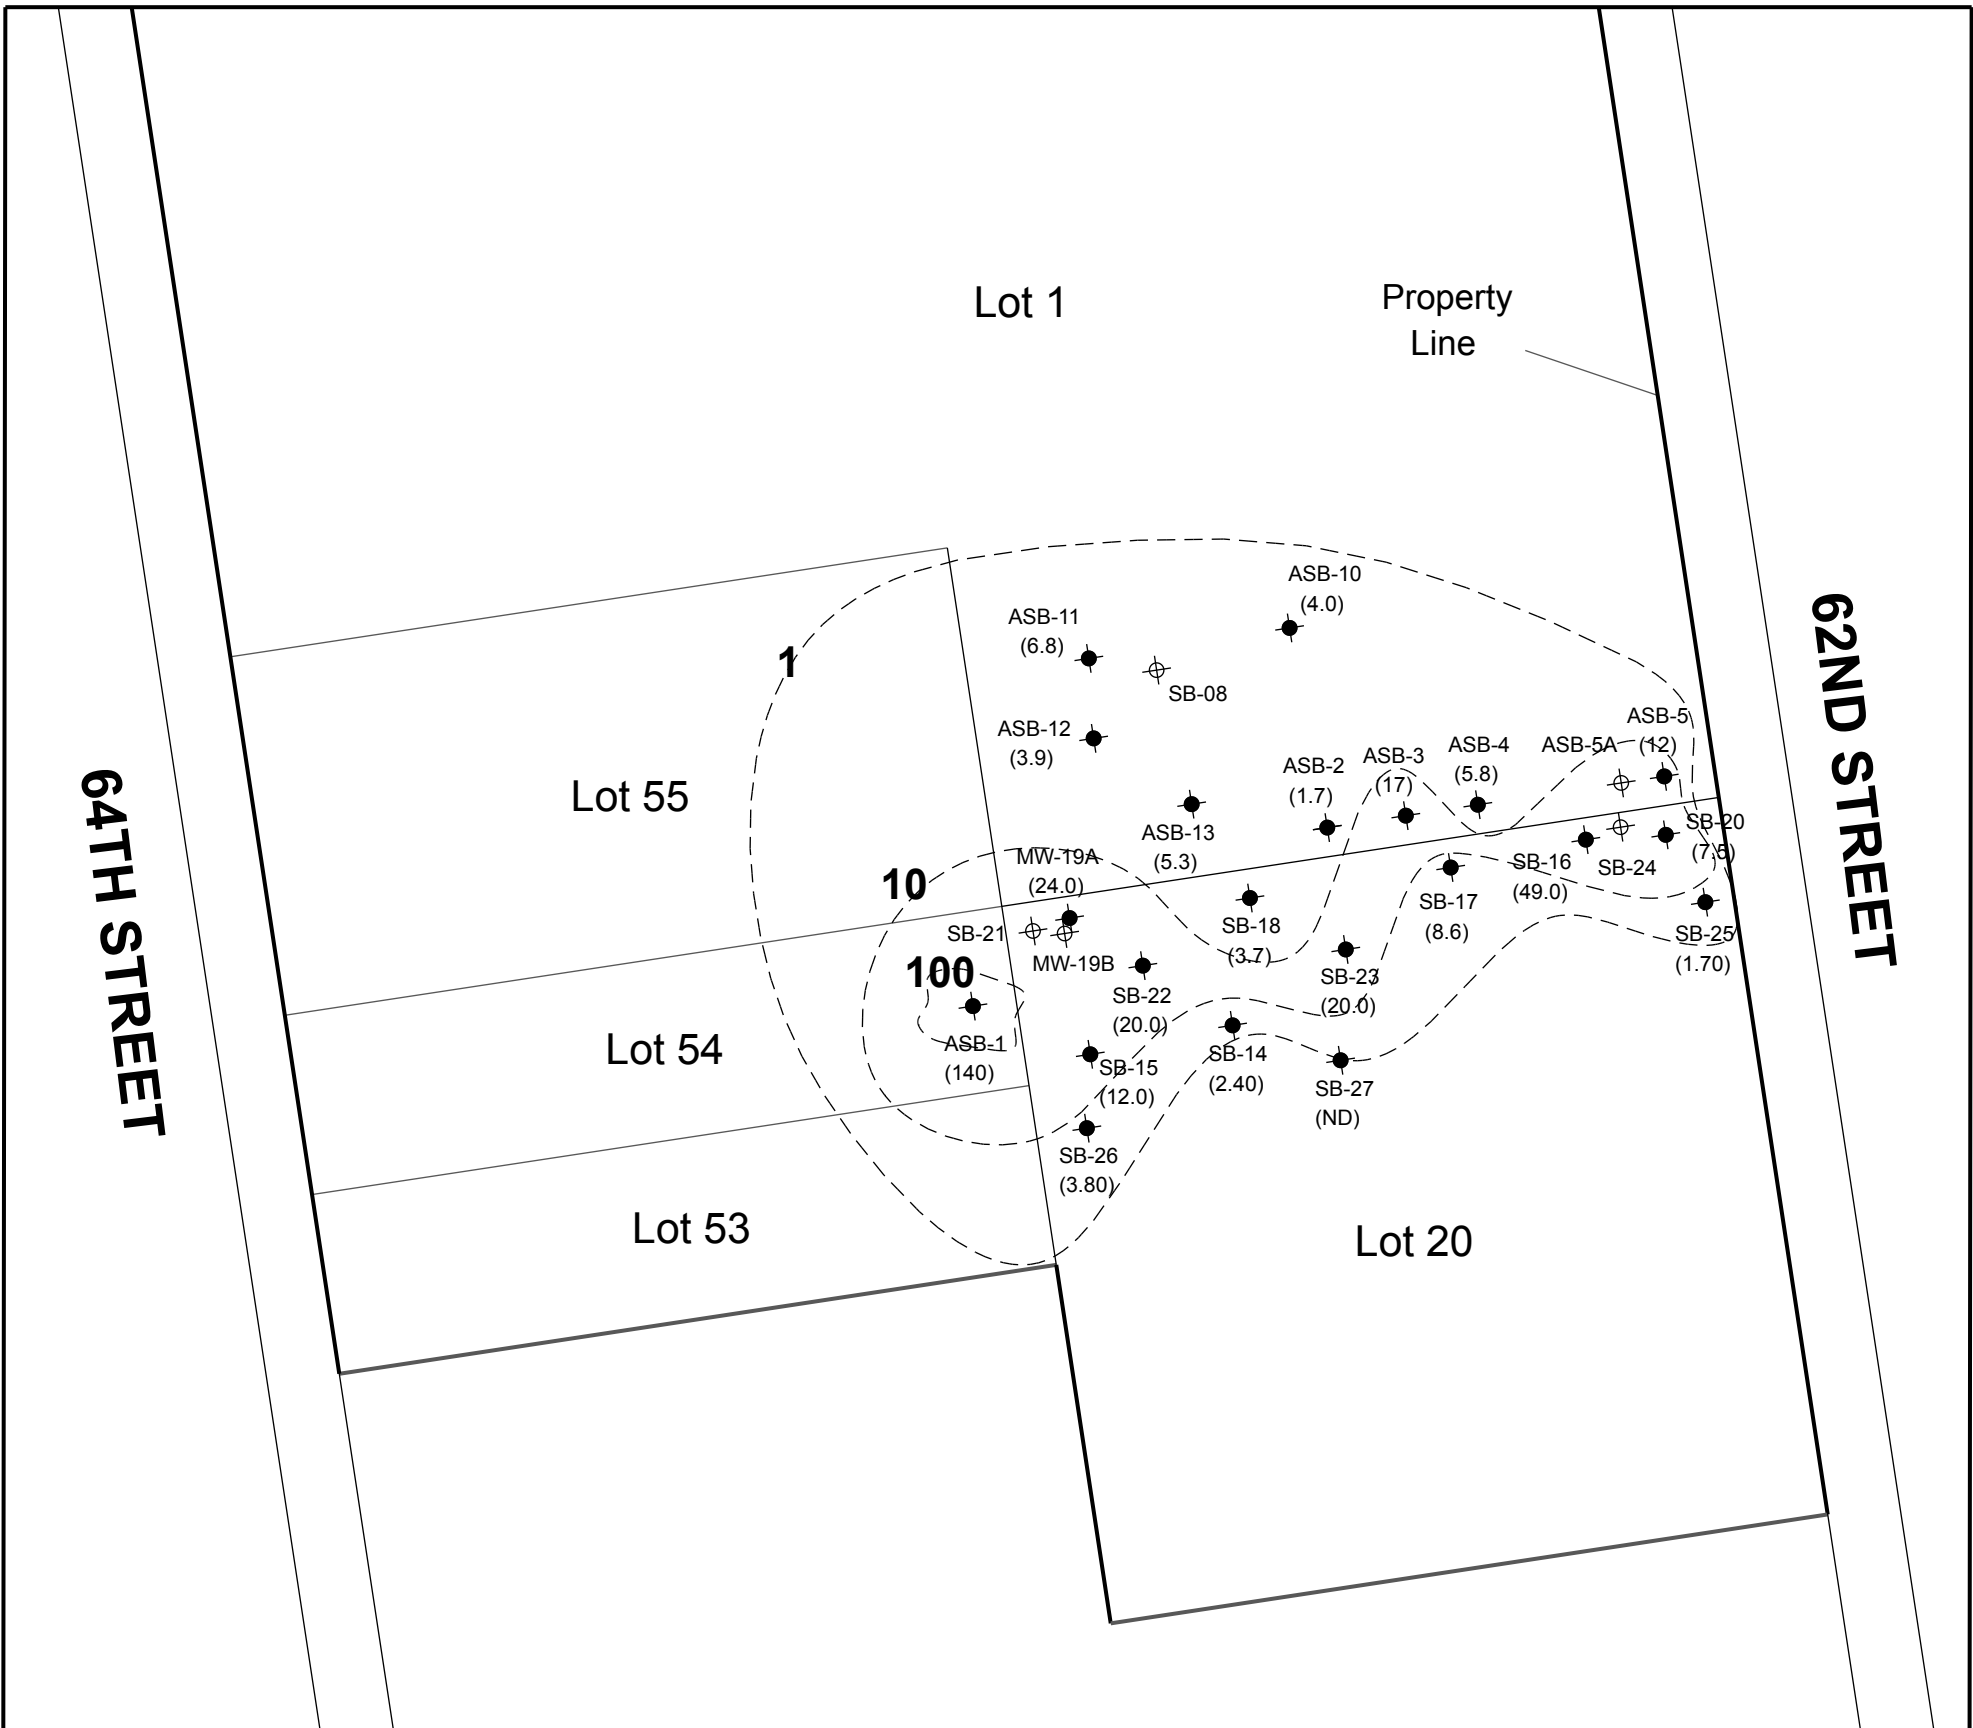 Lot 1
Property
Line
ASB-10
(4.0)
ASB-11
(6.8)
SB-08
1
ASB-12
(3.9)
ASB-5
(12)
ASB-5A
ASB-4
(5.8)
ASB-3
(17)
ASB-2
(1.7)
62ND STREET
64TH STREET
Lot 55
ASB-13
(5.3)
SB-20
(7.5)
MW-19A
(24.0)
SB-16
(49.0)
SB-24
10
SB-17
(8.6)
SB-18
(3.7)
SB-21
MW-19B
SB-25
(1.70)
100
SB-23
(20.0)
SB-22
(20.0)
Lot 54
ASB-1
(140)
SB-15
(12.0)
SB-14
(2.40)
SB-27
(ND)
SB-26
(3.80)
Lot 53
Lot 20